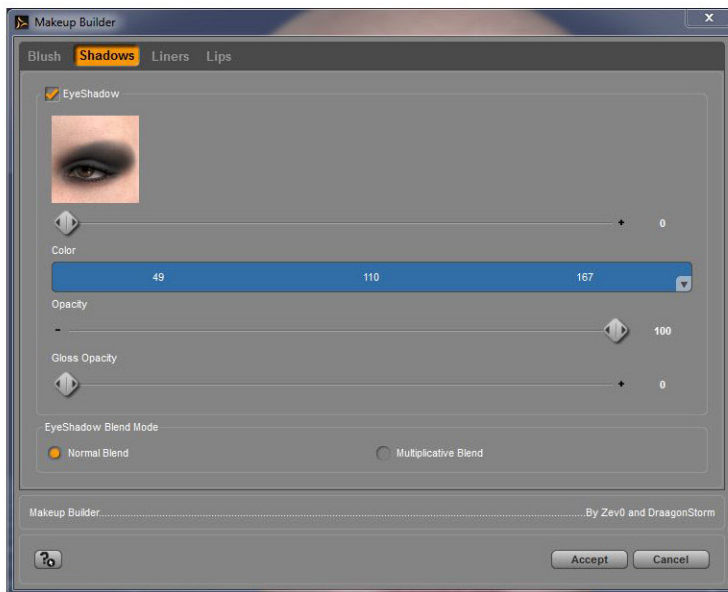 Makeup Builder
x
Blush Shadows Liners Lips
EyeShadow
+ 0
Color
49 110 167
Opacity
- 100
Gloss Opacity
+ 0
EyeShadow Blend Mode
Normal Blend Multiplicative Blend
Makeup Builder...By Zev0 and DraagonStorm
? Accept Cancel